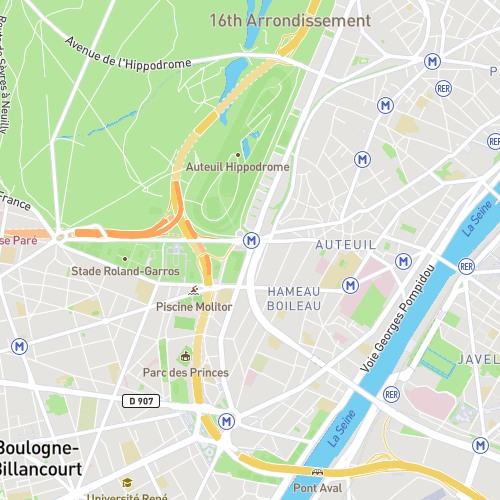 16th Arrondissement
Avenue de l'Hippodrome
Route de Sèvres à Neuilly
M
P
RER
M
M
RER
Auteuil Hippodrome
France
La Seine
se Paré
M
AUTEUIL
Stade Roland-Garros
M
RER
HAMEAU
BOILEAU
M
Piscine Molitor
Voie Georges Pompidou
M
Parc des Princes
JAVEL
RER
D 907
M
La Seine
M
Boulogne-
Billancourt
Université René
Pont Aval